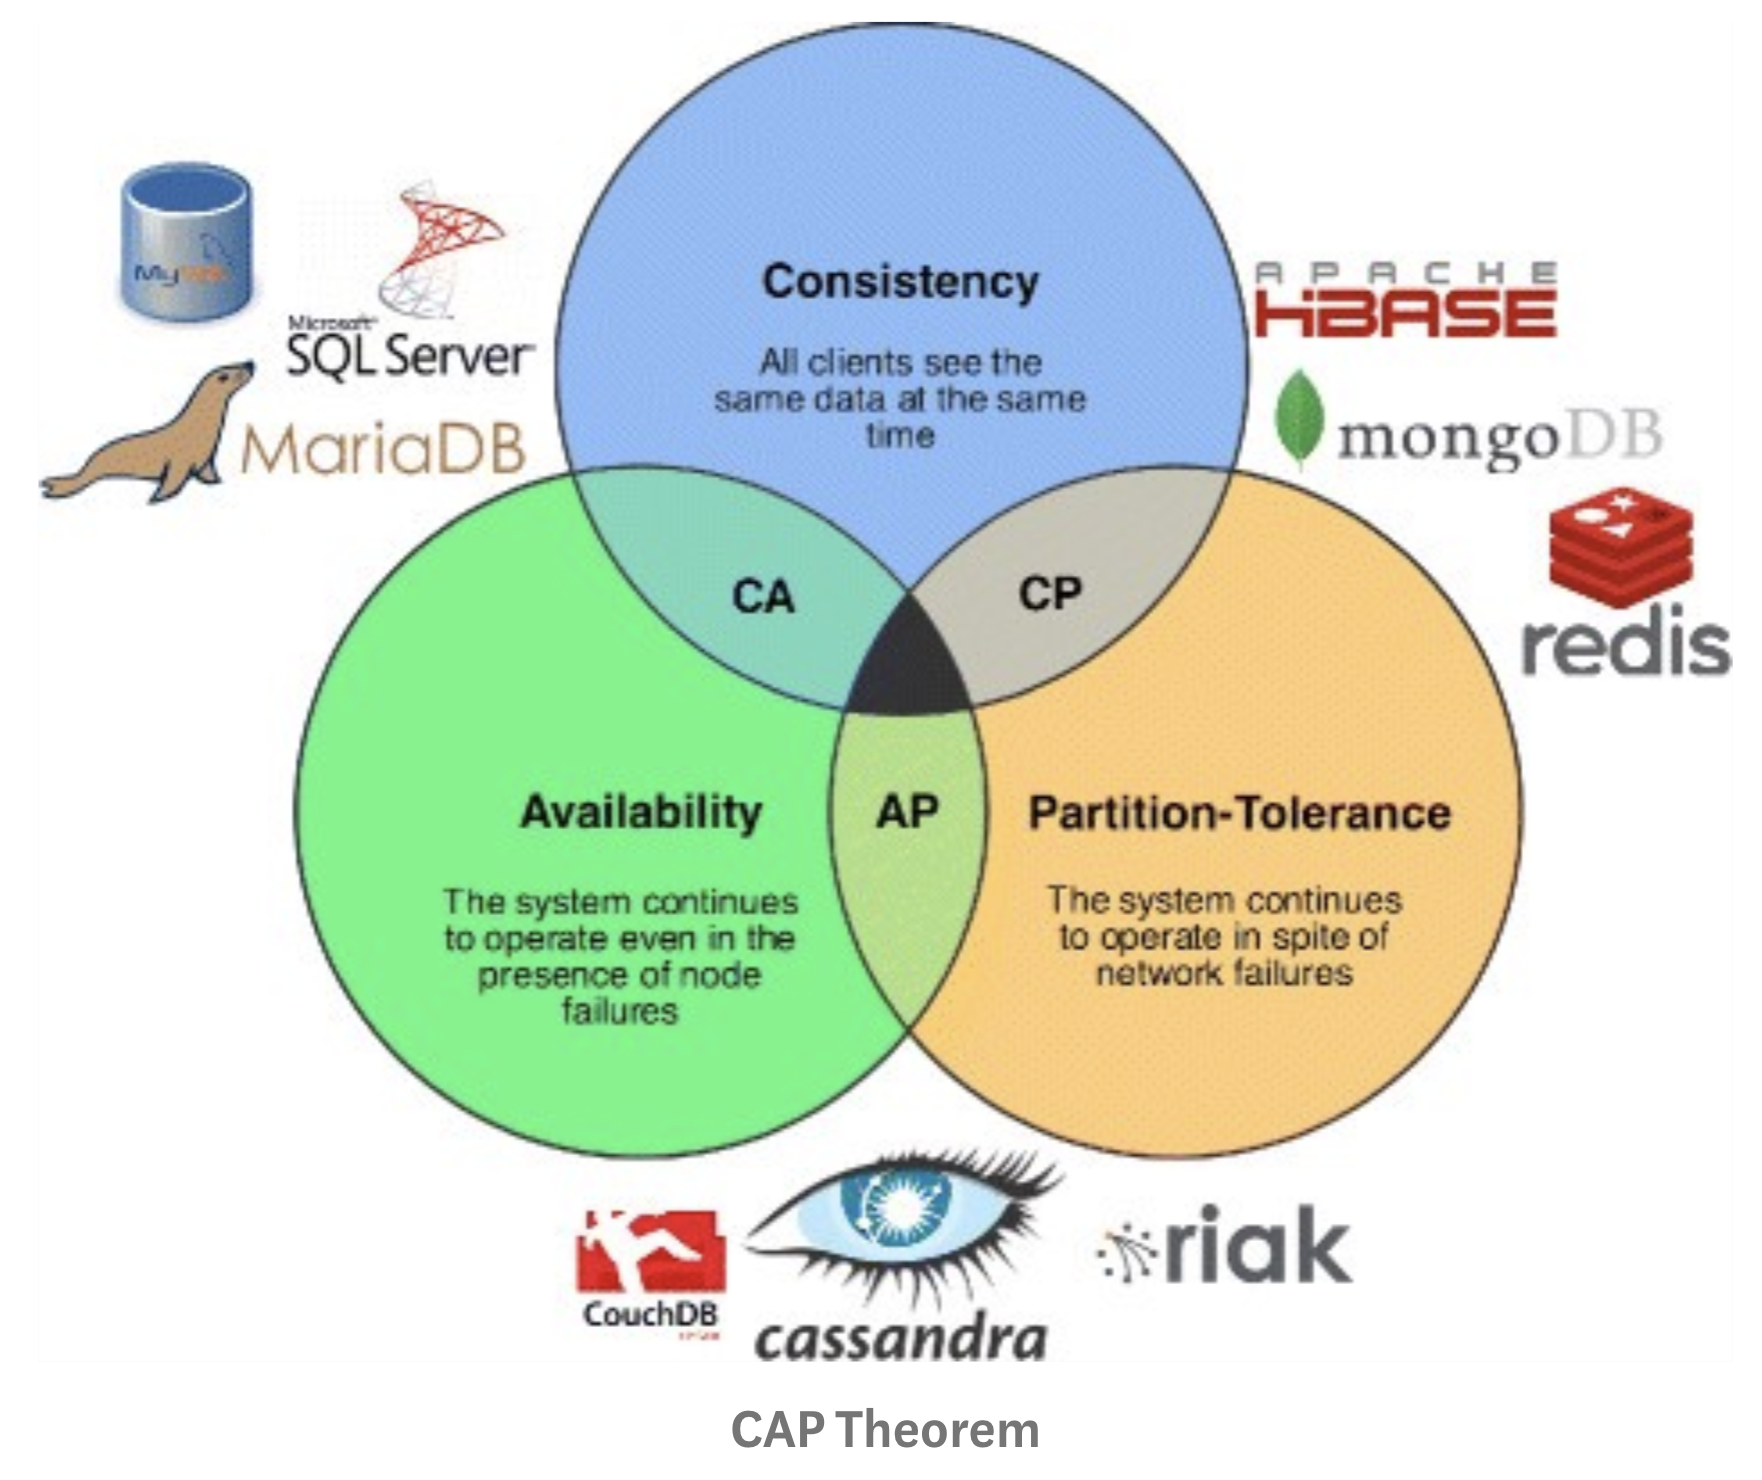 MySQL
Microsoft
SQL Server
MariaDB
Consistency
All clients see the
same data at the same
time
APACHE
HBASE
mongoDB
redis
CA
CP
AP
Availability
The system continues
to operate even in the
presence of node
failures
Partition-Tolerance
The system continues
to operate in spite of
network failures
CouchDB
cassandra
riak
CAP Theorem